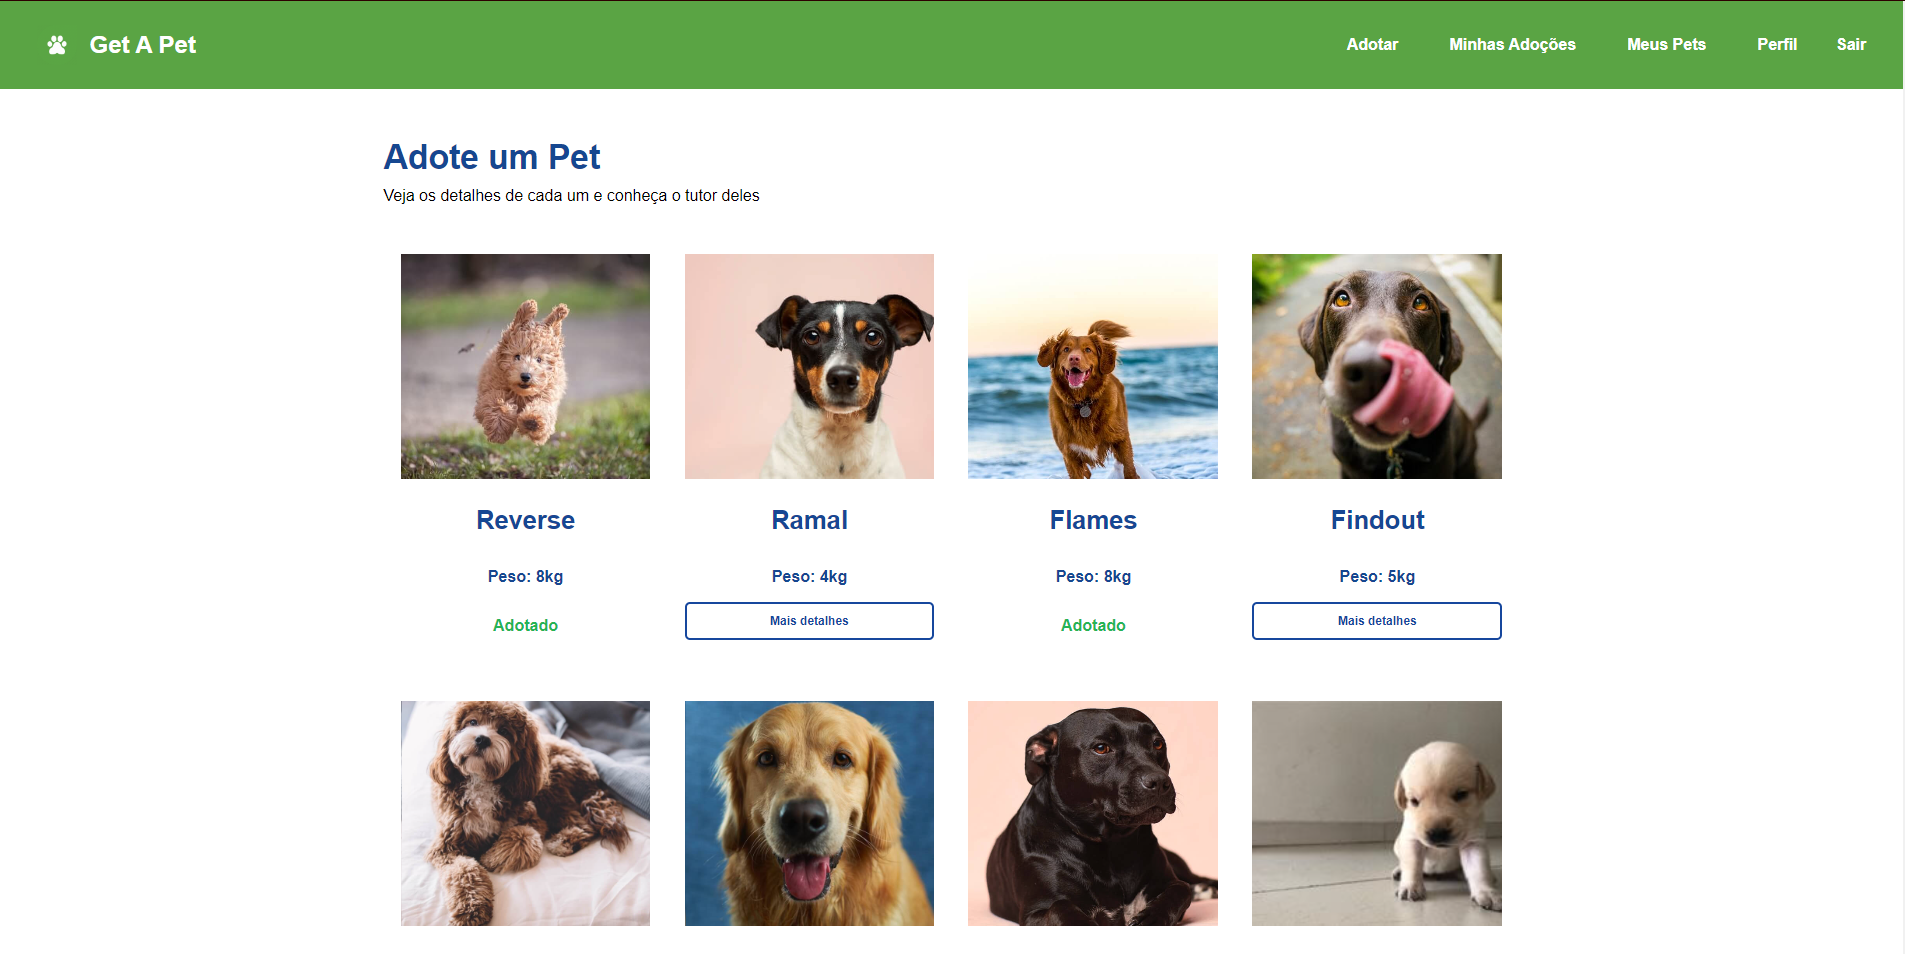 Get A Pet
Adotar Minhas Adoções Meus Pets Perfil Sair
Adote um Pet
Veja os detalhes de cada um e conheça o tutor deles
Reverse Ramal Flames Findout
Peso: 8kg Peso: 4kg Peso: 8kg Peso: 5kg
Adotado Mais detalhes Adotado Mais detalhes